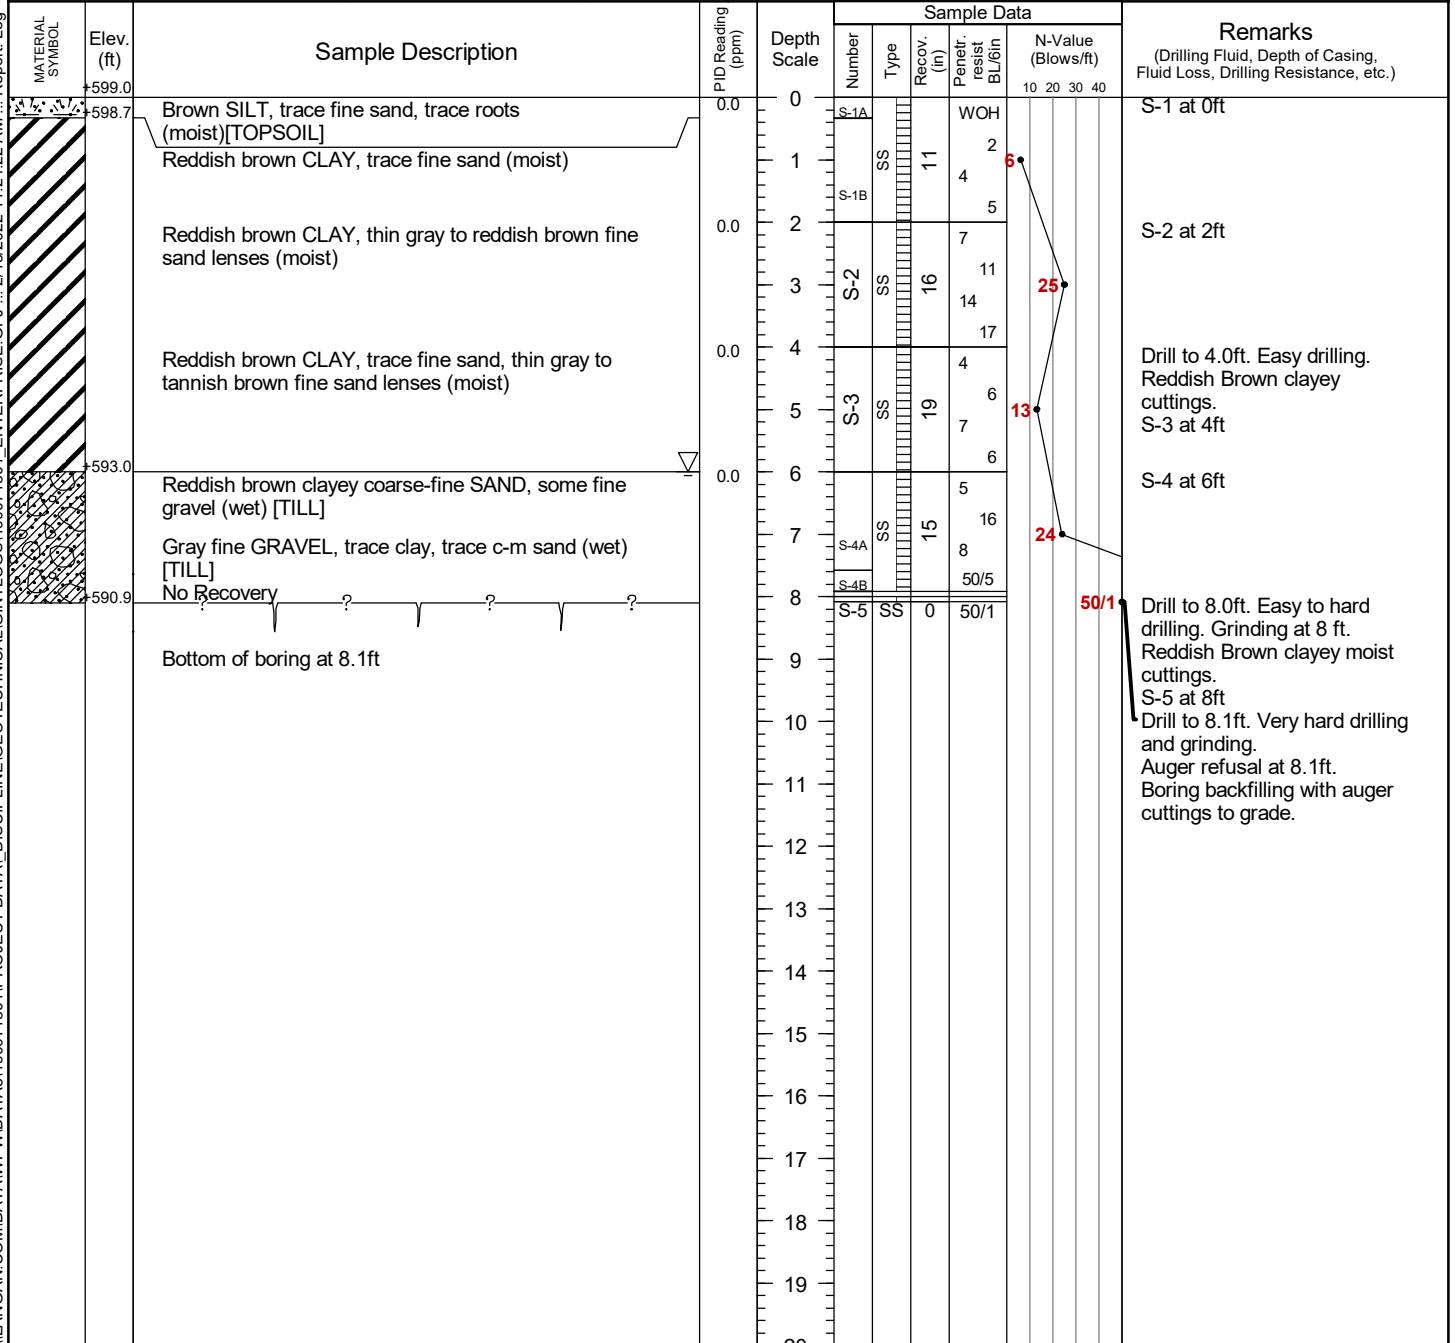 MATERIAL SYMBOL
Elev. (ft)
Sample Description
PID Reading (ppm)
Depth Scale
Sample Data
Number
Type
Recov. (in)
Penetr. resist BL/6in
N-Value (Blows/ft)
10 20 30 40
Remarks
(Drilling Fluid, Depth of Casing,
Fluid Loss, Drilling Resistance, etc.)
+599.0
+598.7
Brown SILT, trace fine sand, trace roots
(moist)[TOPSOIL]
0.0
0
S-1A
WOH
S-1 at 0ft
Reddish brown CLAY, trace fine sand (moist)
1
S-1B
SS
11
2
4
5
6
Reddish brown CLAY, thin gray to reddish brown fine
sand lenses (moist)
0.0
2
3
S-2
SS
16
7
11
14
17
25
S-2 at 2ft
Reddish brown CLAY, trace fine sand, thin gray to
tannish brown fine sand lenses (moist)
0.0
4
5
S-3
SS
19
4
6
7
6
13
Drill to 4.0ft. Easy drilling.
Reddish Brown clayey
cuttings.
S-3 at 4ft
+593.0
Reddish brown clayey coarse-fine SAND, some fine
gravel (wet) [TILL]
0.0
6
S-4 at 6ft
Gray fine GRAVEL, trace clay, trace c-m sand (wet)
[TILL]
7
S-4A
S-4B
SS
15
5
16
8
50/5
24
No Recovery
+590.9
? ? ? ?
8
S-5 SS 0 50/1
50/1
Drill to 8.0ft. Easy to hard
drilling. Grinding at 8 ft.
Reddish Brown clayey moist
cuttings.
S-5 at 8ft
Drill to 8.1ft. Very hard drilling
and grinding.
Auger refusal at 8.1ft.
Boring backfilling with auger
cuttings to grade.
Bottom of boring at 8.1ft
9
10
11
12
13
14
15
16
17
18
19